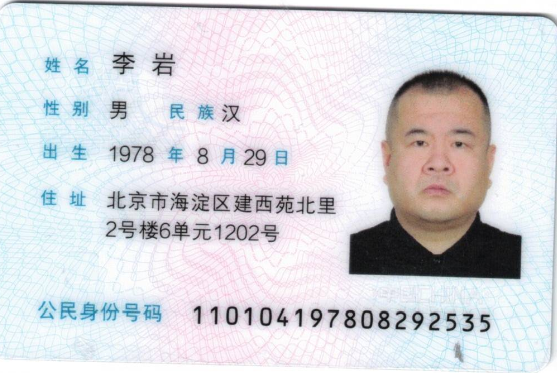 姓名 李岩
性别 男 民族 汉
出生 1978 年 8 月 29 日
住址 北京市海淀区建西苑北里
2号楼6单元1202号
公民身份号码 110104197808292535